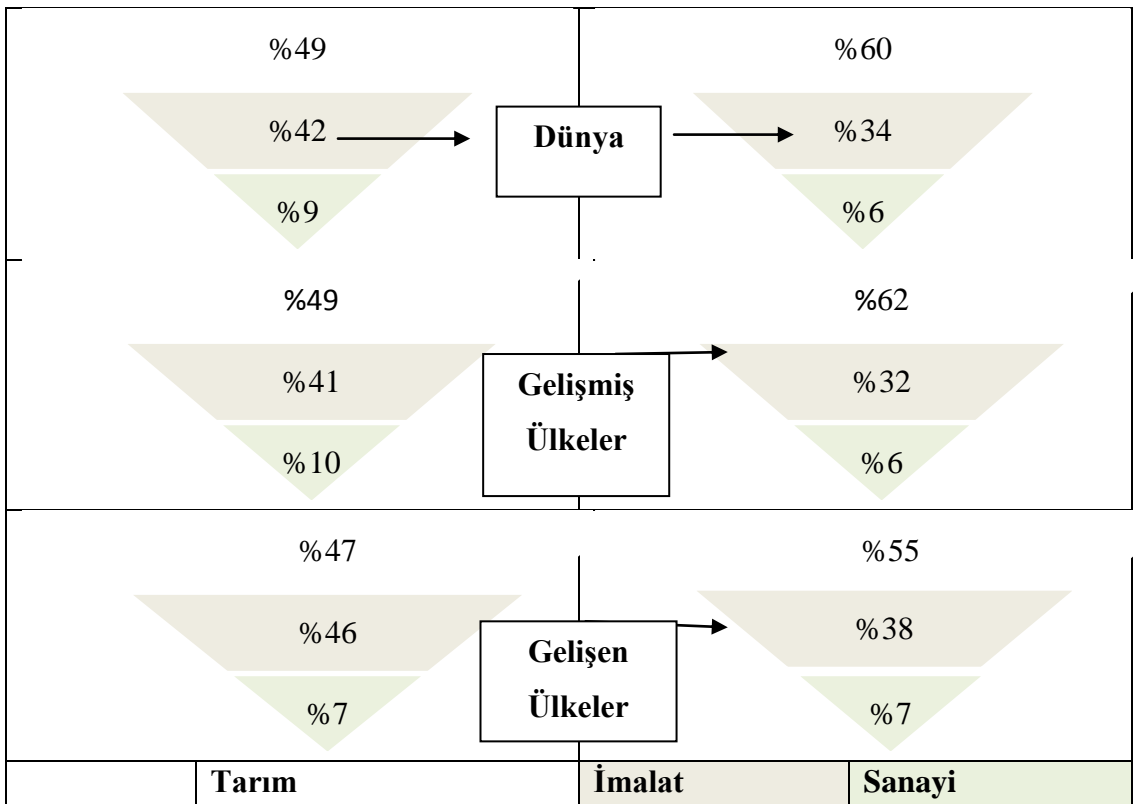 %49 %60
%42 Dünya %34
%9 %6
%49 %62
%41 Gelişmiş %32
Ülkeler
%10 %6
%47 %55
%46 Gelişen %38
Ülkeler
%7 %7
Tarım İmalat Sanayi